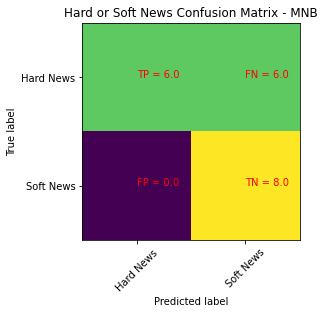 Hard or Soft News Confusion Matrix - MNB
True label
Hard News
TP = 6.0
FN = 6.0
Soft News
FP = 0.0
TN = 8.0
Hard News
Soft News
Predicted label